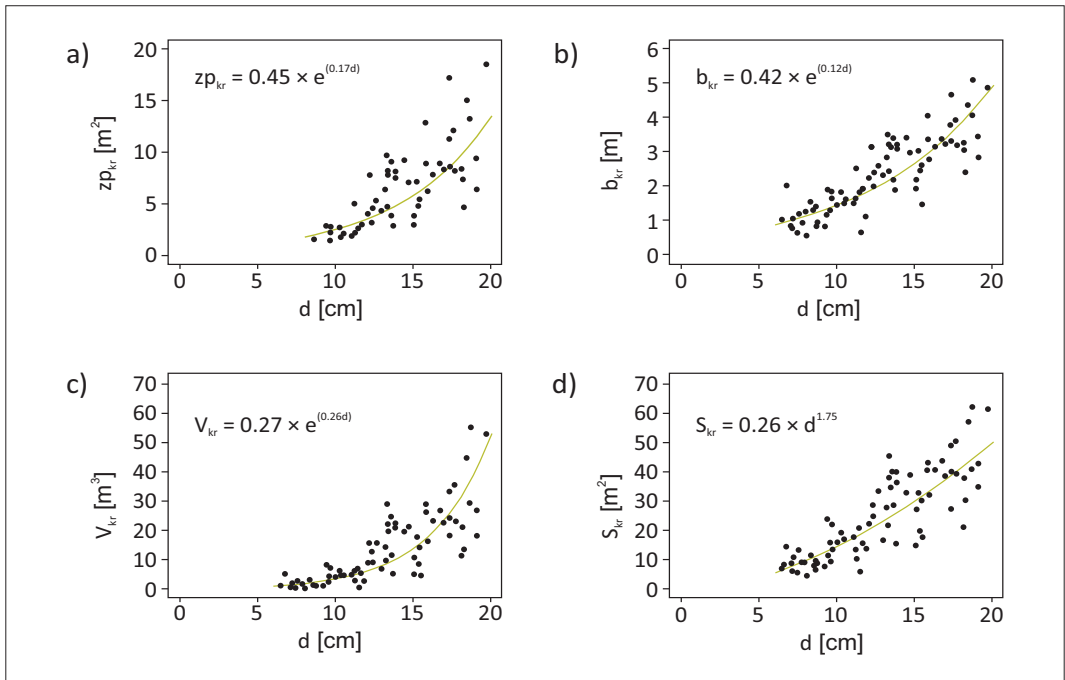 a)
zp_kr = 0.45 × e^(0.17d)
zp_kr [m²]
20
15
10
5
0
0 5 10 15 20
d [cm]
b)
b_kr = 0.42 × e^(0.12d)
b_kr [m]
6
5
4
3
2
1
0
0 5 10 15 20
d [cm]
c)
V_kr = 0.27 × e^(0.26d)
V_kr [m³]
70
60
50
40
30
20
10
0
0 5 10 15 20
d [cm]
d)
S_kr = 0.26 × d^1.75
S_kr [m²]
70
60
50
40
30
20
10
0
0 5 10 15 20
d [cm]